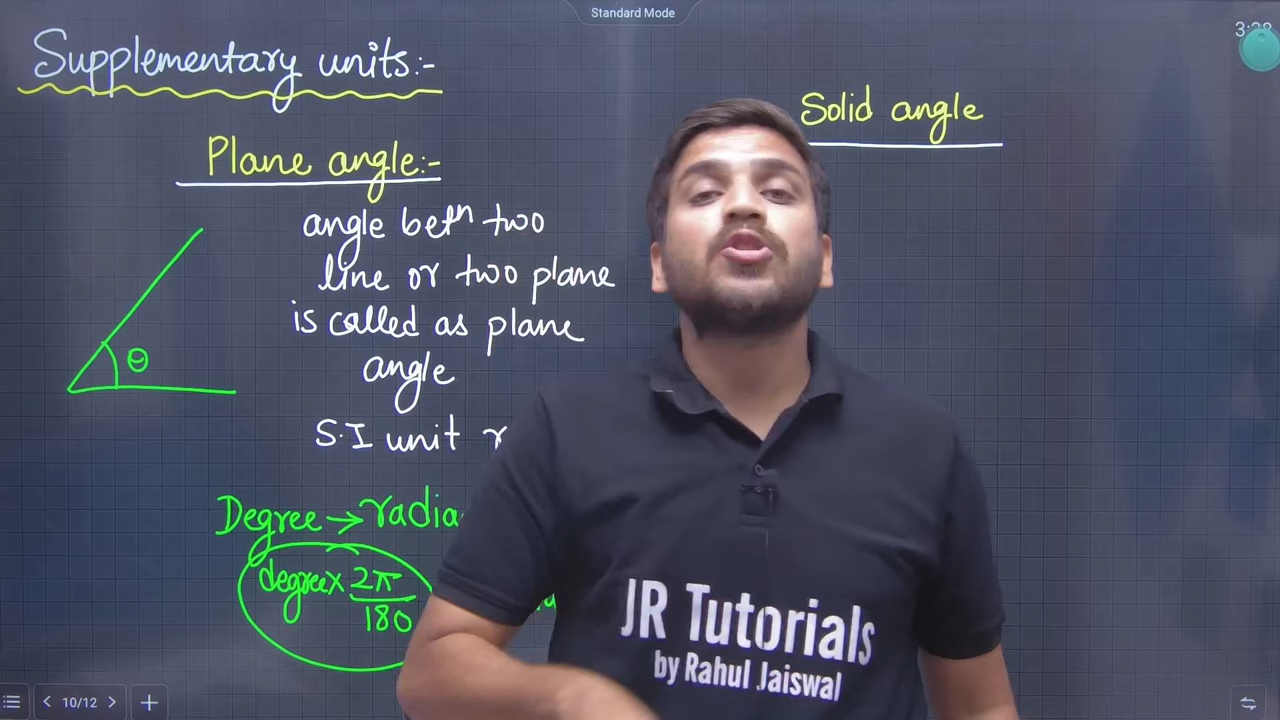 Standard Mode
Supplementary units:-
Plane angle:-
angle betn two
line or two plane
is called as plane
angle
S.I unit
Degree →
degree× 2π
180
Solid angle
JR Tutorials
by Rahul Jaiswal
10/12
θ